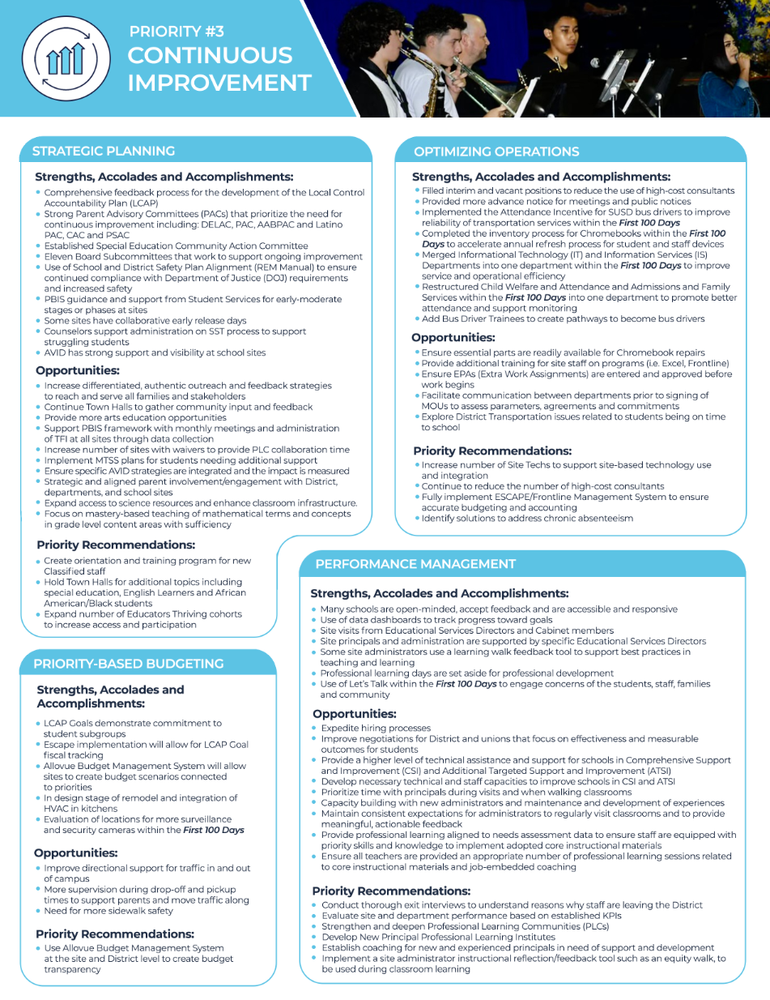 PRIORITY #3
CONTINUOUS
IMPROVEMENT
STRATEGIC PLANNING
Strengths, Accolades and Accomplishments:
• Comprehensive feedback process for the development of the Local Control
Accountability Plan (LCAP)
• Strong Parent Advisory Committees (PACs) that prioritize the need for
continuous improvement including: DELAC, PAC, AABPAC and Latino
PAC, CAC and PSAC
• Established Special Education Community Action Committee
• Eleven Board Subcommittees that work to support ongoing improvement
• Use of School and District Safety Plan Alignment (REM Manual) to ensure
continued compliance with Department of Justice (DOJ) requirements
and increased safety
• PBIS guidance and support from Student Services for early-moderate
stages or phases at sites
• Some sites have collaborative early release days
• Counselors support administration on SST process to support
struggling students
• AVID has strong support and visibility at school sites
Opportunities:
• Increase differentiated, authentic outreach and feedback strategies
to reach and serve all families and stakeholders
• Continue Town Halls to gather community input and feedback
• Provide more arts education opportunities
• Support PBIS framework with monthly meetings and administration
of TFI at all sites through data collection
• Increase number of sites with waivers to provide PLC collaboration time
• Implement MTSS plans for students needing additional support
• Ensure specific AVID strategies are integrated and the impact is measured
• Strategic and aligned parent involvement/engagement with District,
departments, and school sites
• Expand access to science resources and enhance classroom infrastructure.
• Focus on mastery-based teaching of mathematical terms and concepts
in grade level content areas with sufficiency
Priority Recommendations:
• Create orientation and training program for new
Classified staff
• Hold Town Halls for additional topics including
special education, English Learners and African
American/Black students
• Expand number of Educators Thriving cohorts
to increase access and participation
PRIORITY-BASED BUDGETING
Strengths, Accolades and
Accomplishments:
• LCAP Goals demonstrate commitment to
student subgroups
• Escape implementation will allow for LCAP Goal
fiscal tracking
• Allovue Budget Management System will allow
sites to create budget scenarios connected
to priorities
• In design stage of remodel and integration of
HVAC in kitchens
• Evaluation of locations for more surveillance
and security cameras within the First 100 Days
Opportunities:
• Improve directional support for traffic in and out
of campus
• More supervision during drop-off and pickup
times to support parents and move traffic along
• Need for more sidewalk safety
Priority Recommendations:
• Use Allovue Budget Management System
at the site and District level to create budget
transparency
OPTIMIZING OPERATIONS
Strengths, Accolades and Accomplishments:
• Filled interim and vacant positions to reduce the use of high-cost consultants
• Provided more advance notice for meetings and public notices
• Implemented the Attendance Incentive for SUSD bus drivers to improve
reliability of transportation services within the First 100 Days
• Completed the inventory process for Chromebooks within the First 100
Days to accelerate annual refresh process for student and staff devices
• Merged Informational Technology (IT) and Information Services (IS)
Departments into one department within the First 100 Days to improve
service and operational efficiency
• Restructured Child Welfare and Attendance and Admissions and Family
Services within the First 100 Days into one department to promote better
attendance and support monitoring
• Add Bus Driver Trainees to create pathways to become bus drivers
Opportunities:
• Ensure essential parts are readily available for Chromebook repairs
• Provide additional training for site staff on programs (i.e. Excel, Frontline)
• Ensure EPAs (Extra Work Assignments) are entered and approved before
work begins
• Facilitate communication between departments prior to signing of
MOUs to assess parameters, agreements and commitments
• Explore District Transportation issues related to students being on time
to school
Priority Recommendations:
• Increase number of Site Techs to support site-based technology use
and integration
• Continue to reduce the number of high-cost consultants
• Fully implement ESCAPE/Frontline Management System to ensure
accurate budgeting and accounting
• Identify solutions to address chronic absenteeism
PERFORMANCE MANAGEMENT
Strengths, Accolades and Accomplishments:
• Many schools are open-minded, accept feedback and are accessible and responsive
• Use of data dashboards to track progress toward goals
• Site visits from Educational Services Directors and Cabinet members
• Site principals and administration are supported by specific Educational Services Directors
• Some site administrators use a learning walk feedback tool to support best practices in
teaching and learning
• Professional learning days are set aside for professional development
• Use of Let's Talk within the First 100 Days to engage concerns of the students, staff, families
and community
Opportunities:
• Expedite hiring processes
• Improve negotiations for District and unions that focus on effectiveness and measurable
outcomes for students
• Provide a higher level of technical assistance and support for schools in Comprehensive Support
and Improvement (CSI) and Additional Targeted Support and Improvement (ATSI)
• Develop necessary technical and staff capacities to improve schools in CSI and ATSI
• Prioritize time with principals during visits and when walking classrooms
• Capacity building with new administrators and maintenance and development of experiences
• Maintain consistent expectations for administrators to regularly visit classrooms and to provide
meaningful, actionable feedback
• Provide professional learning aligned to needs assessment data to ensure staff are equipped with
priority skills and knowledge to implement adopted core instructional materials
• Ensure all teachers are provided an appropriate number of professional learning sessions related
to core instructional materials and job-embedded coaching
Priority Recommendations:
• Conduct thorough exit interviews to understand reasons why staff are leaving the District
• Evaluate site and department performance based on established KPIs
• Strengthen and deepen Professional Learning Communities (PLCs)
• Develop New Principal Professional Learning Institutes
• Establish coaching for new and experienced principals in need of support and development
• Implement a site administrator instructional reflection/feedback tool such as an equity walk, to
be used during classroom learning